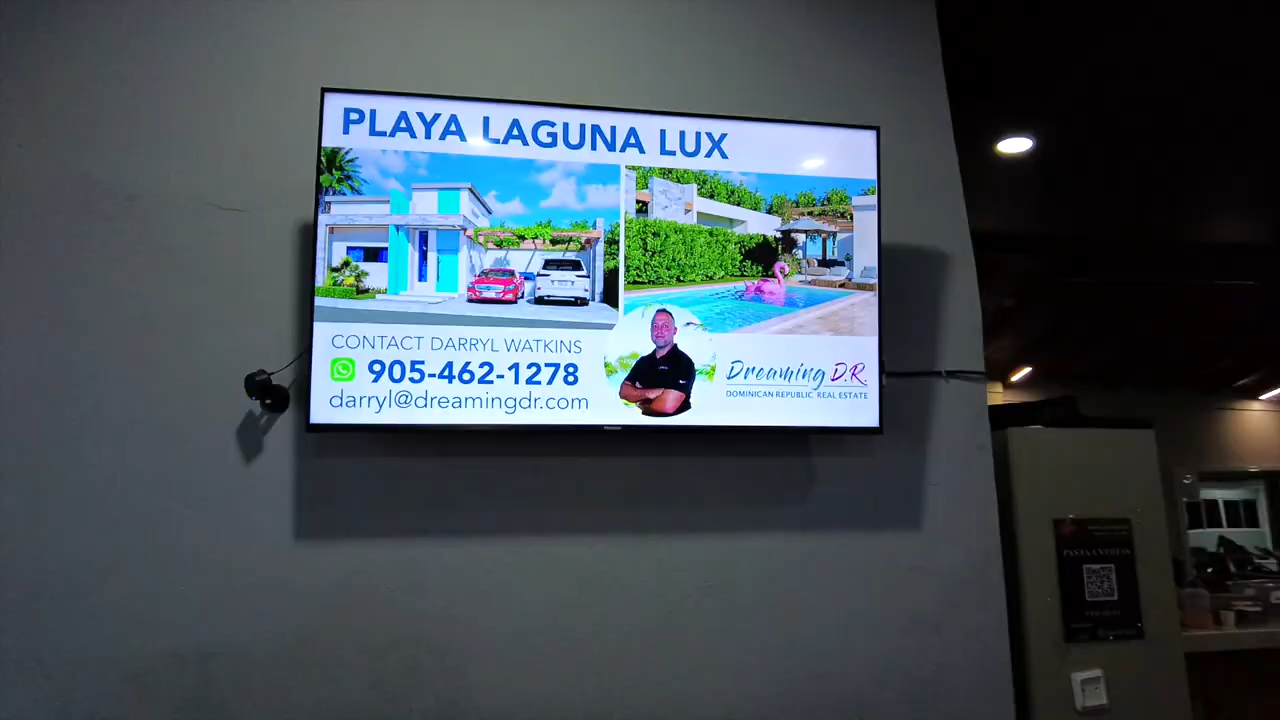 PLAYA LAGUNA LUX
CONTACT DARRYL WATKINS
905-462-1278
darryl@dreamingdr.com
Dreaming D.R.
DOMINICAN REPUBLIC REAL ESTATE